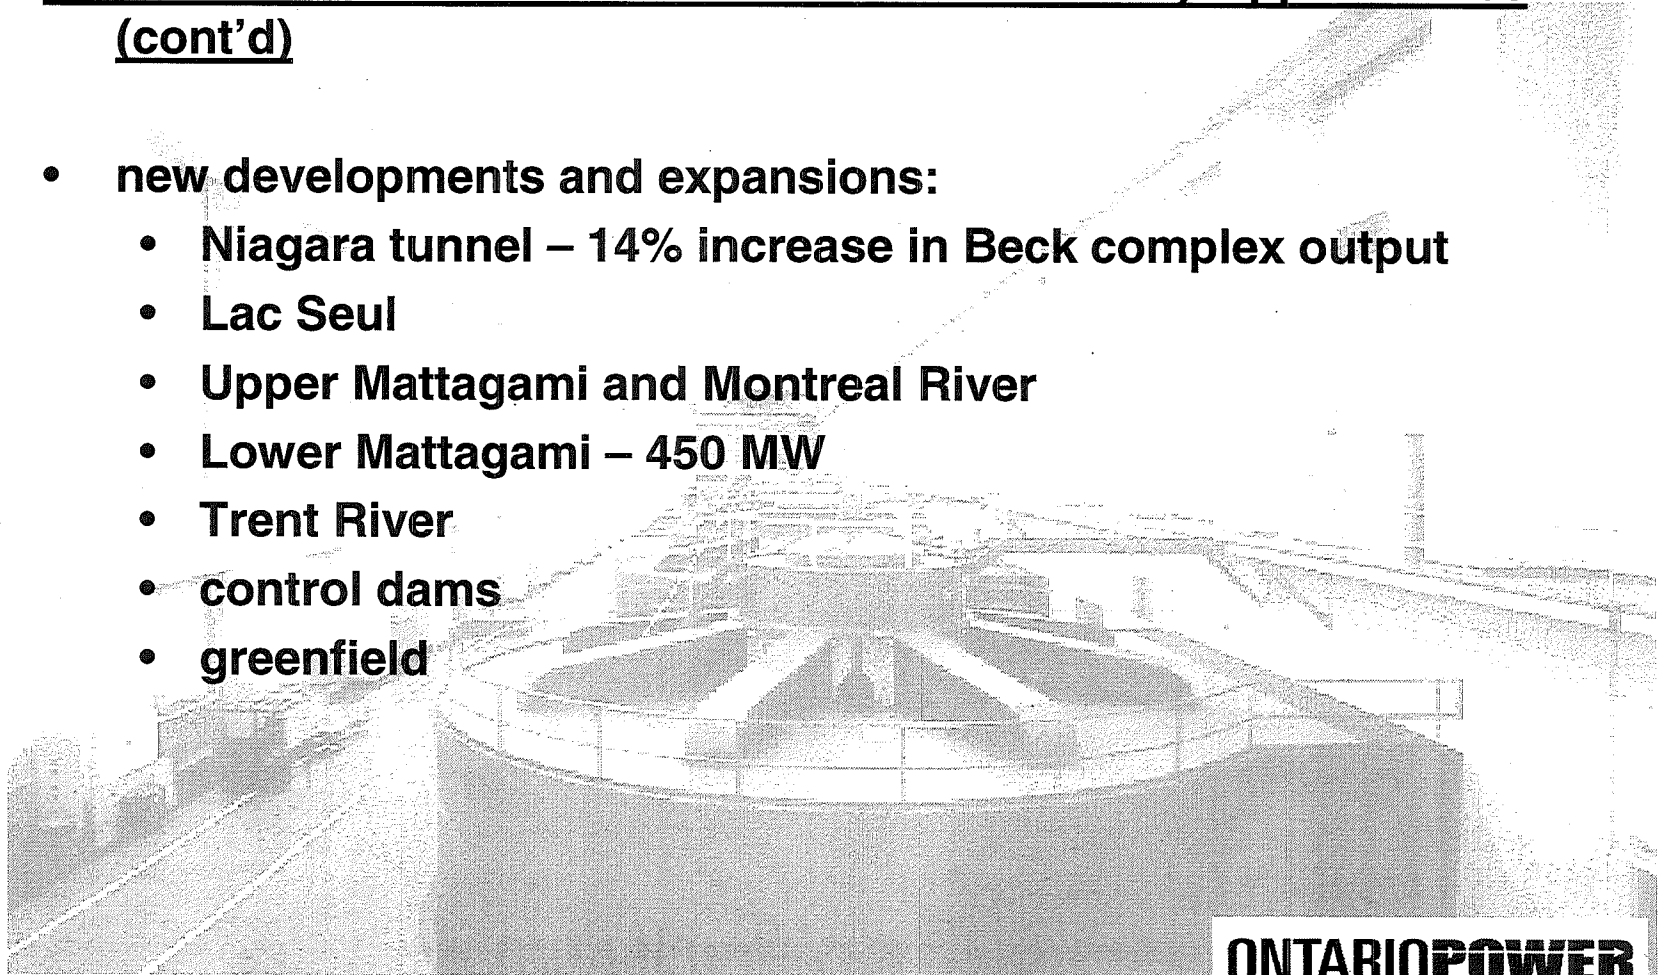 (cont’d)
• new developments and expansions:
• Niagara tunnel – 14% increase in Beck complex output
• Lac Seul
• Upper Mattagami and Montreal River
• Lower Mattagami – 450 MW
• Trent River
• control dams
• greenfield
ONTARIOPOWER